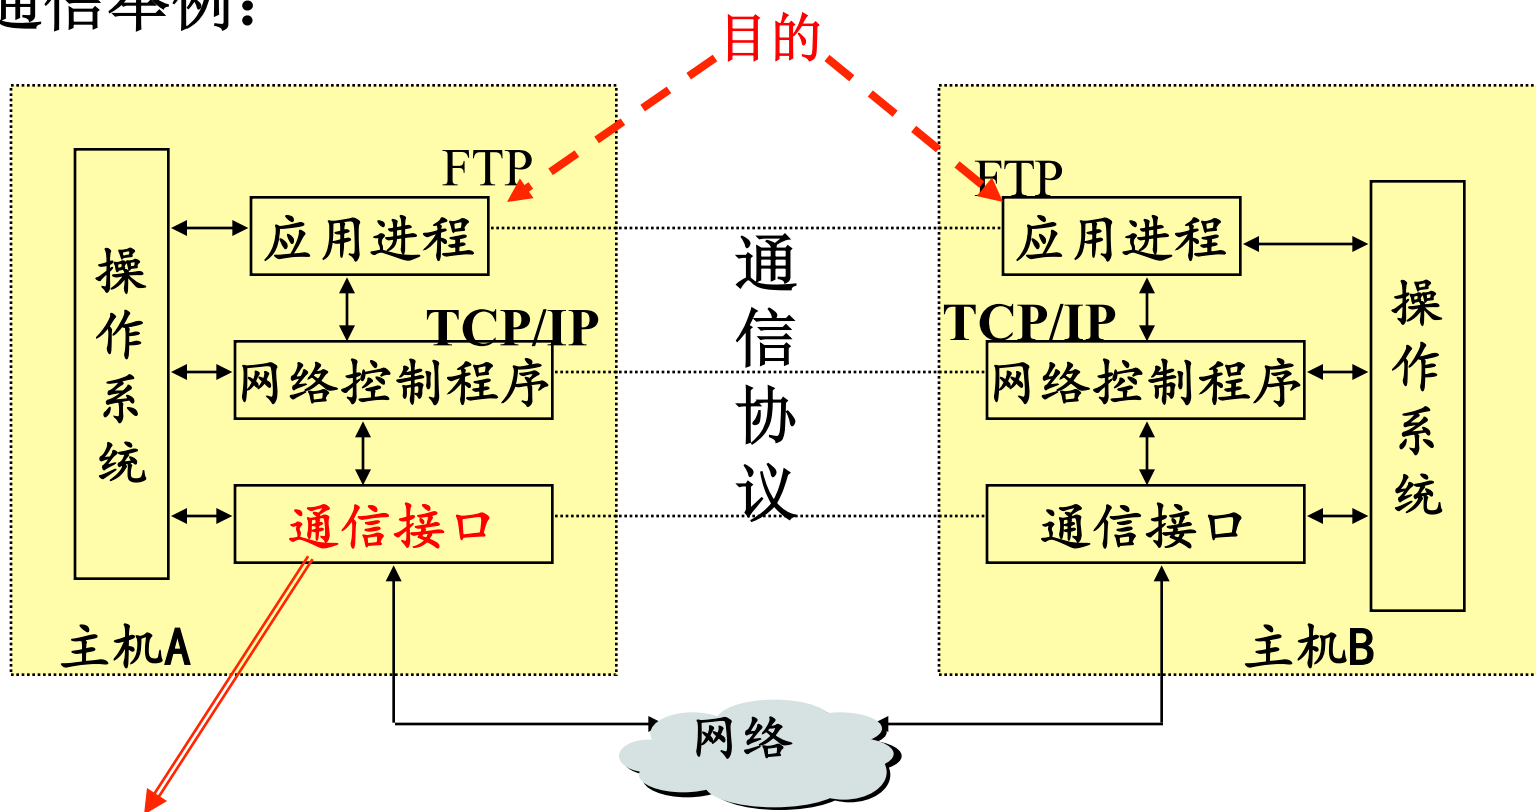 通信举例：
目的
FTP
应用进程
操作系统
TCP/IP
网络控制程序
通信接口
主机A
通信协议
FTP
应用进程
操作系统
TCP/IP
网络控制程序
通信接口
主机B
网络